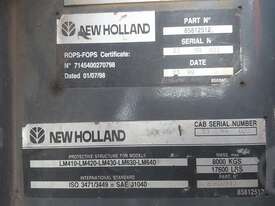 NEW HOLLAND
ROPS-FOPS Certificate:
N° 7145400270798
Dated 01/07/98
PART N°
85812512
SERIAL N
DATE
NEW HOLLAND
CAB SERIAL NUMBER
PROTECTIVE STRUCTURE FOR MODELS
LM410-LM420-LM430-LM630-LM640
INTERNATIONAL STANDARD
ISO 3471/3449 = SAE J1040
8000 KGS
17600 LBS
85812512